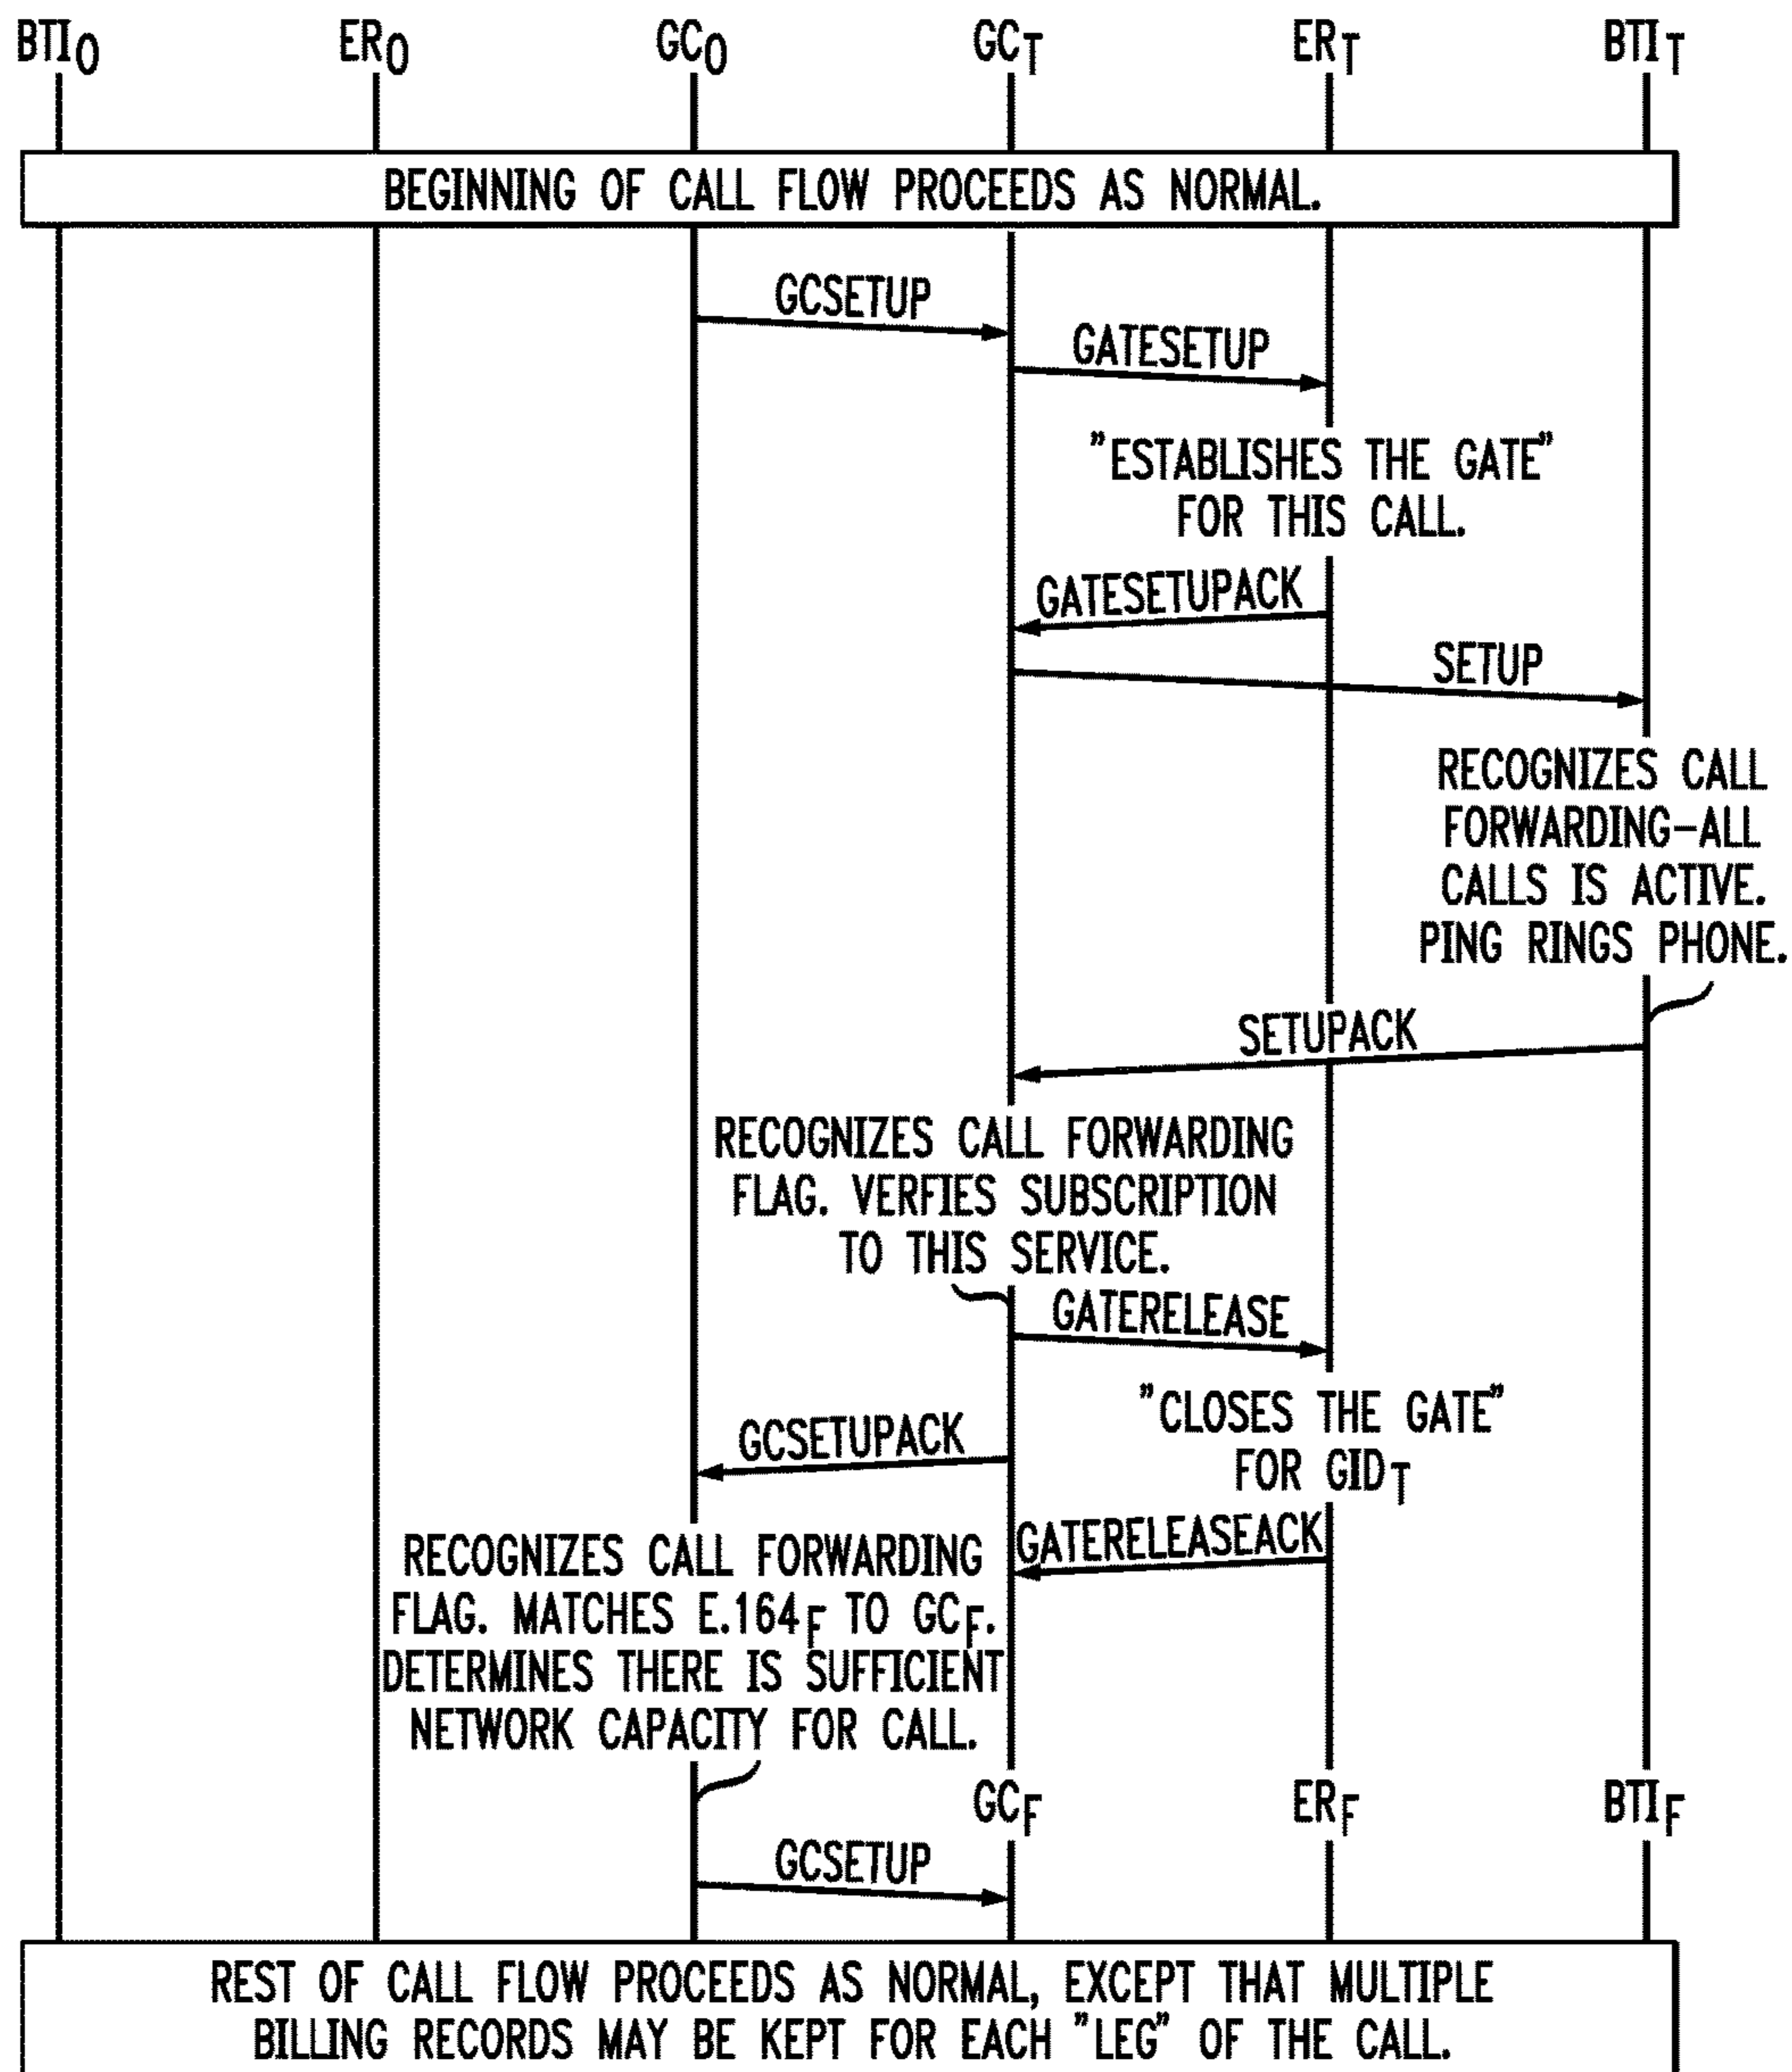 BTIO ERO GCO GCT ERT BTIT
BEGINNING OF CALL FLOW PROCEEDS AS NORMAL.
GCSETUP
GATESETUP
"ESTABLISHES THE GATE"
FOR THIS CALL.
GATESETUPACK
SETUP
RECOGNIZES CALL
FORWARDING-ALL
CALLS IS ACTIVE.
PING RINGS PHONE.
SETUPACK
RECOGNIZES CALL FORWARDING
FLAG. VERFIES SUBSCRIPTION
TO THIS SERVICE.
GATERELEASE
"CLOSES THE GATE"
FOR GIDT
GCSETUPACK
GATERELEASEACK
RECOGNIZES CALL FORWARDING
FLAG. MATCHES E.164F TO GCF.
DETERMINES THERE IS SUFFICIENT
NETWORK CAPACITY FOR CALL.
GCF ERF BTIF
GCSETUP
REST OF CALL FLOW PROCEEDS AS NORMAL, EXCEPT THAT MULTIPLE
BILLING RECORDS MAY BE KEPT FOR EACH "LEG" OF THE CALL.